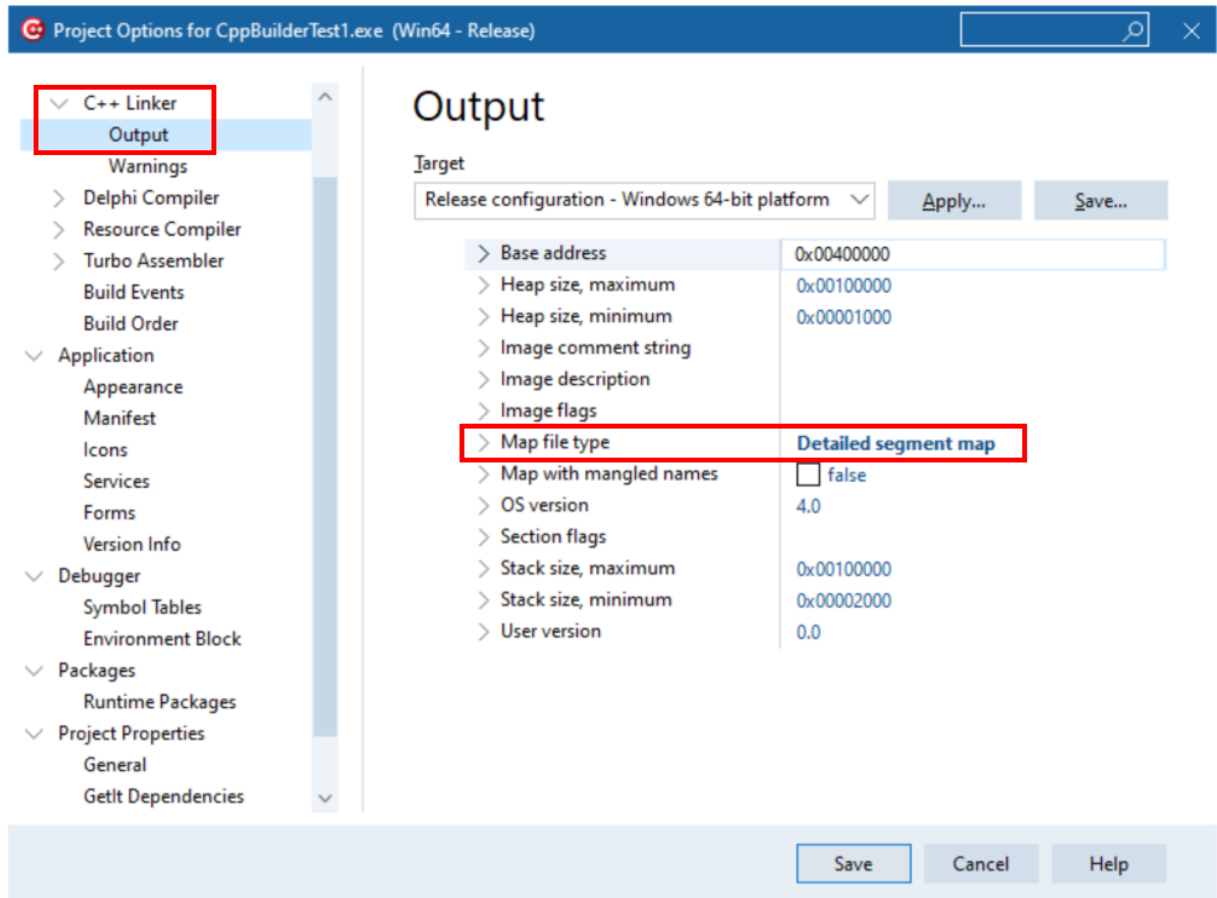 Project Options for CppBuilderTest1.exe (Win64 - Release)
C++ Linker
Output
Warnings
Delphi Compiler
Resource Compiler
Turbo Assembler
Build Events
Build Order
Application
Appearance
Manifest
Icons
Services
Forms
Version Info
Debugger
Symbol Tables
Environment Block
Packages
Runtime Packages
Project Properties
General
GetIt Dependencies
Output
Target
Release configuration - Windows 64-bit platform Apply... Save...
Base address 0x00400000
Heap size, maximum 0x00100000
Heap size, minimum 0x00001000
Image comment string
Image description
Image flags
Map file type Detailed segment map
Map with mangled names false
OS version 4.0
Section flags
Stack size, maximum 0x00100000
Stack size, minimum 0x00002000
User version 0.0
Save Cancel Help